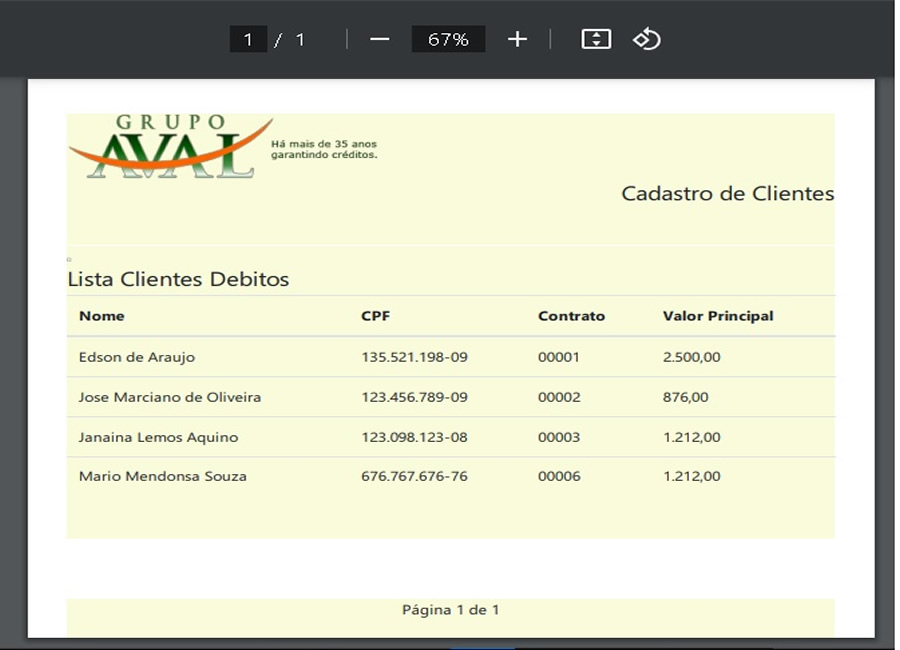 1 / 1 67%
GRUPO
AVAL
Há mais de 35 anos
garantindo créditos.
Cadastro de Clientes
Lista Clientes Debitos
Nome CPF Contrato Valor Principal
Edson de Araujo 135.521.198-09 00001 2.500,00
Jose Marciano de Oliveira 123.456.789-09 00002 876,00
Janaina Lemos Aquino 123.098.123-08 00003 1.212,00
Mario Mendonsa Souza 676.767.676-76 00006 1.212,00
Página 1 de 1